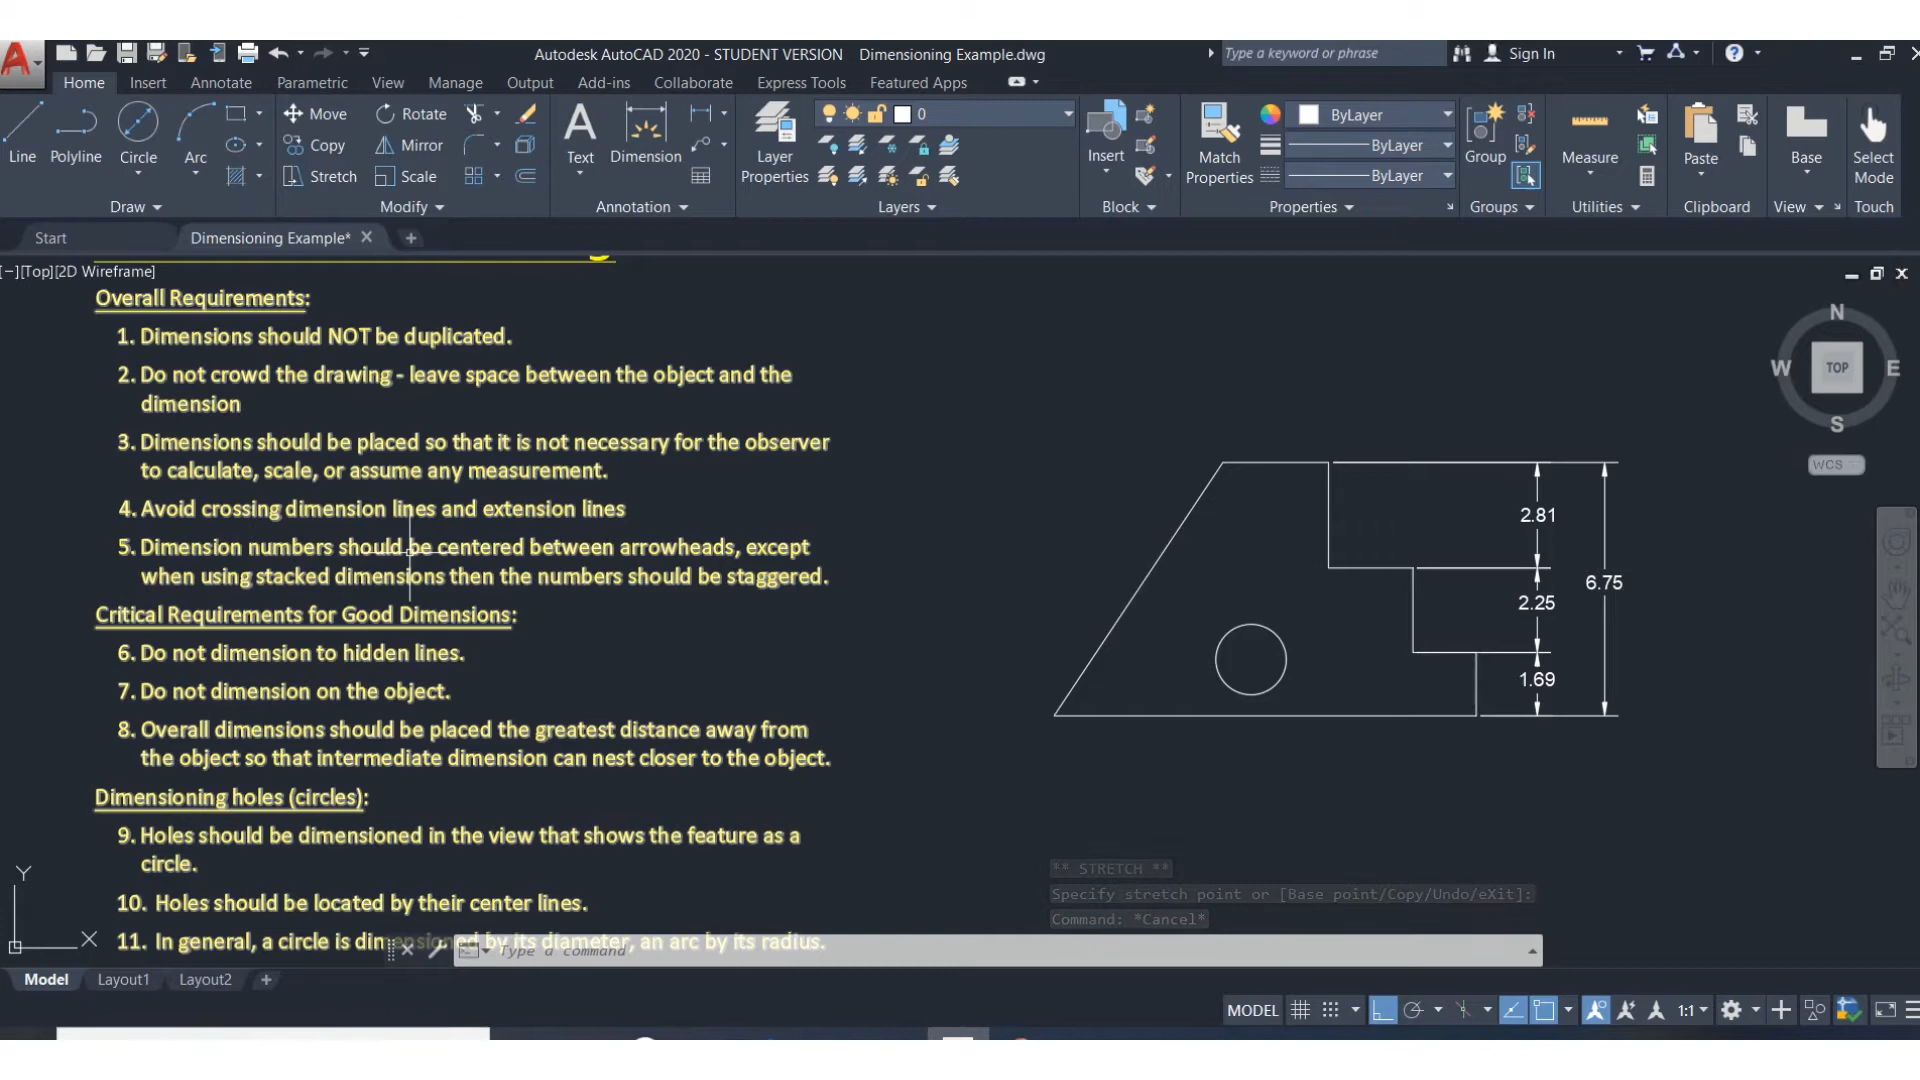 Autodesk AutoCAD 2020 - STUDENT VERSION Dimensioning Example.dwg
Type a keyword or phrase
Sign In
Home Insert Annotate Parametric View Manage Output Add-ins Collaborate Express Tools Featured Apps
Line Polyline Circle Arc
Draw
Move Rotate
Copy Mirror
Stretch Scale
Modify
Text Dimension
Annotation
Layer Properties
0
Layers
Insert
Block
Match Properties
ByLayer
ByLayer
ByLayer
Properties
Group
Groups
Measure
Utilities
Paste
Clipboard
Base
View
Select Mode
Touch
Start Dimensioning Example*
[−][Top][2D Wireframe]
Overall Requirements:
1. Dimensions should NOT be duplicated.
2. Do not crowd the drawing - leave space between the object and the
dimension
3. Dimensions should be placed so that it is not necessary for the observer
to calculate, scale, or assume any measurement.
4. Avoid crossing dimension lines and extension lines
5. Dimension numbers should be centered between arrowheads, except
when using stacked dimensions then the numbers should be staggered.
Critical Requirements for Good Dimensions:
6. Do not dimension to hidden lines.
7. Do not dimension on the object.
8. Overall dimensions should be placed the greatest distance away from
the object so that intermediate dimension can nest closer to the object.
Dimensioning holes (circles):
9. Holes should be dimensioned in the view that shows the feature as a
circle.
10. Holes should be located by their center lines.
11. In general, a circle is dimensioned by its diameter, an arc by its radius.
2.81
2.25
1.69
6.75
N
W TOP E
S
WCS
** STRETCH **
Specify stretch point or [Base point/Copy/Undo/eXit]:
Command: *Cancel*
Type a command
Y
X
Model Layout1 Layout2
MODEL
1:1